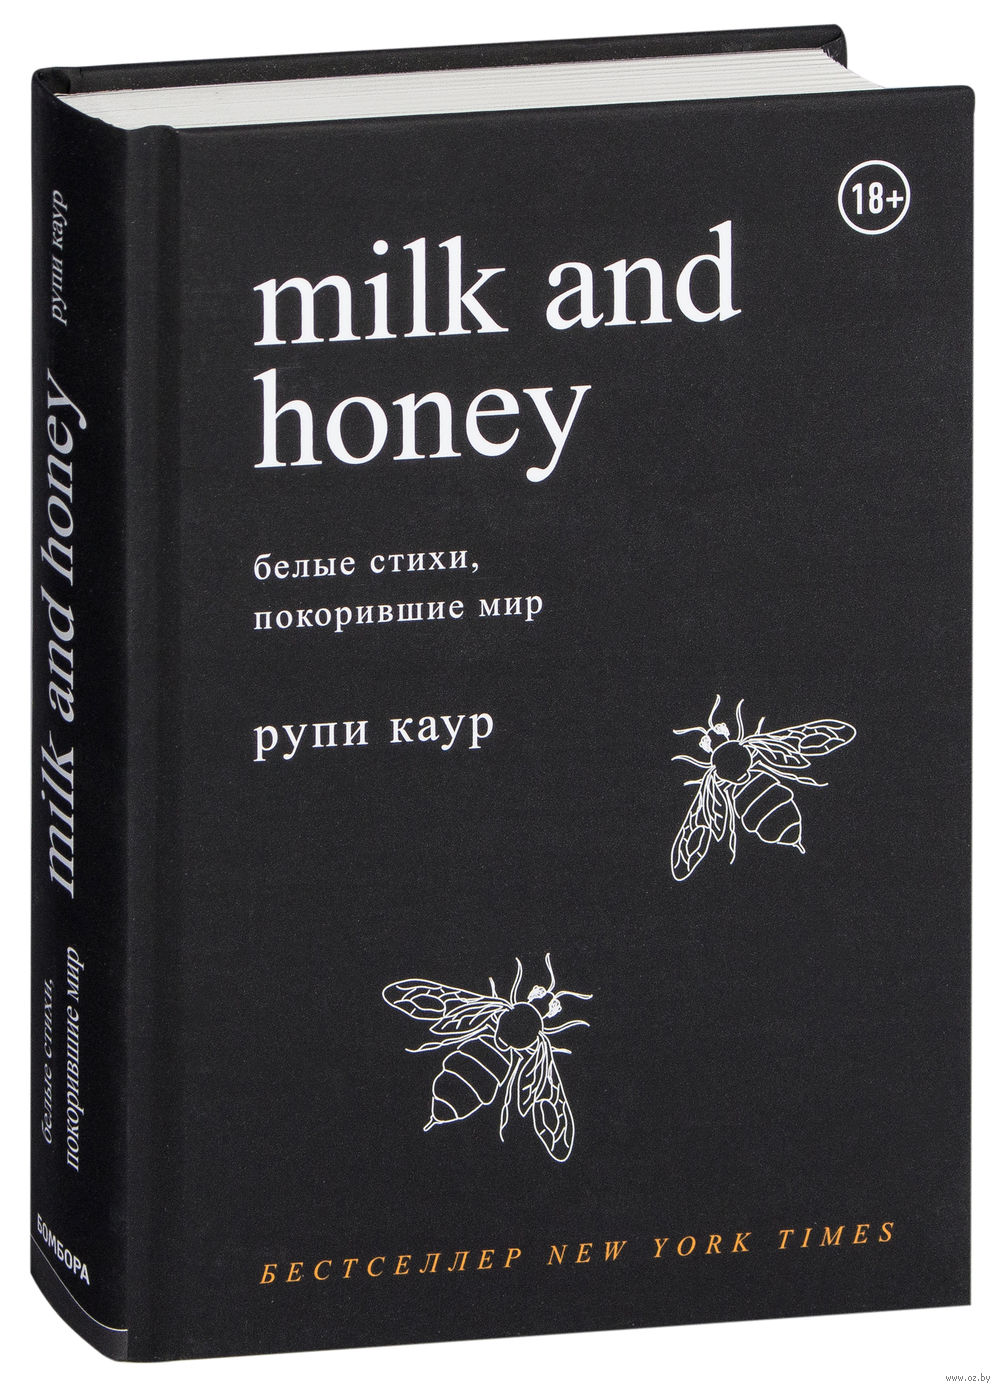 18+
milk and
honey
белые стихи,
покорившие мир
рупи каур
БЕСТСЕЛЛЕР NEW YORK TIMES
рупи каур
milk and honey
белые стихи,
покорившие мир
БОМБОРА
www.oz.by